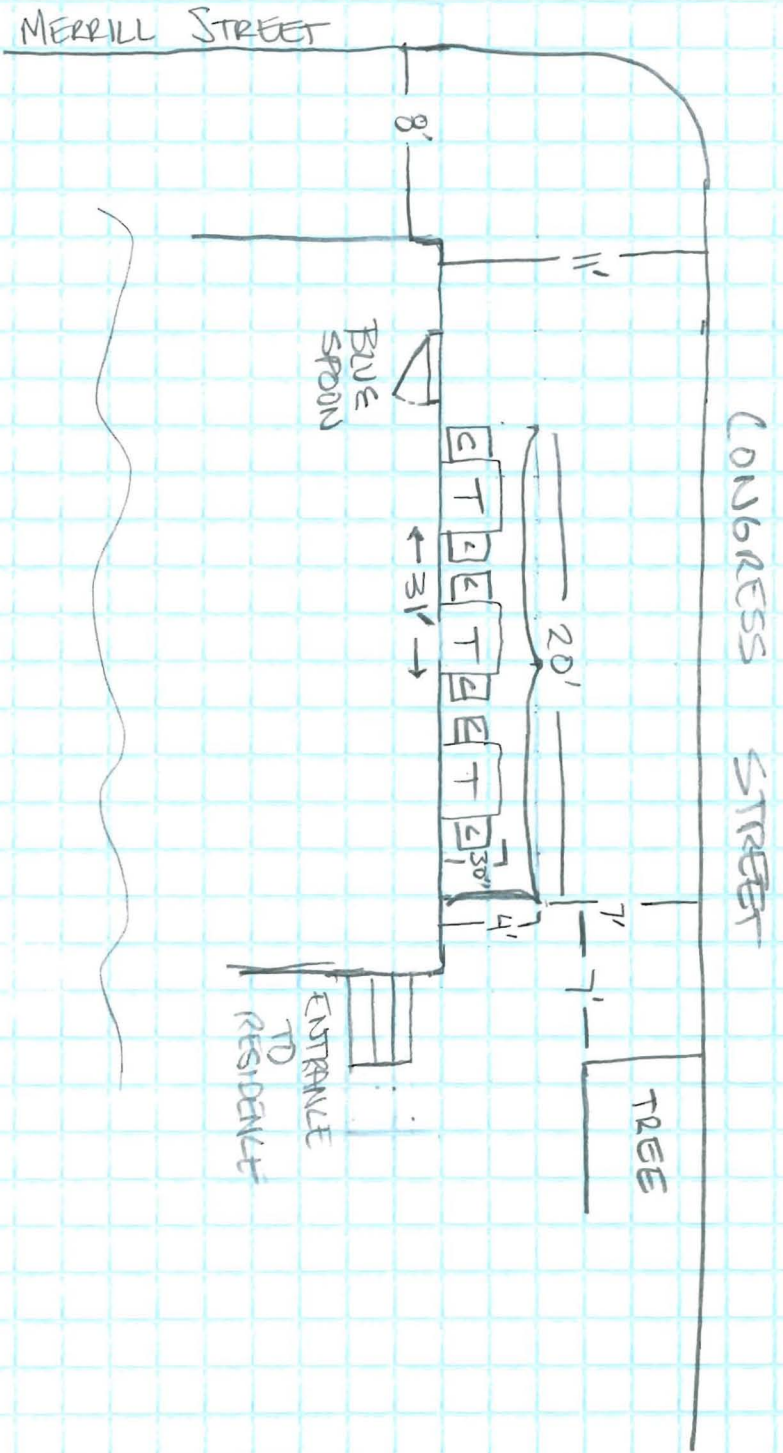 MERRILL STREET
8'
11'
CONGRESS STREET
BLUE
SPOON
C
T
C
C
T
C
C
T
C
← 31' →
20'
30"
4'
7'
7'
TREE
ENTRANCE
TO
RESIDENCE